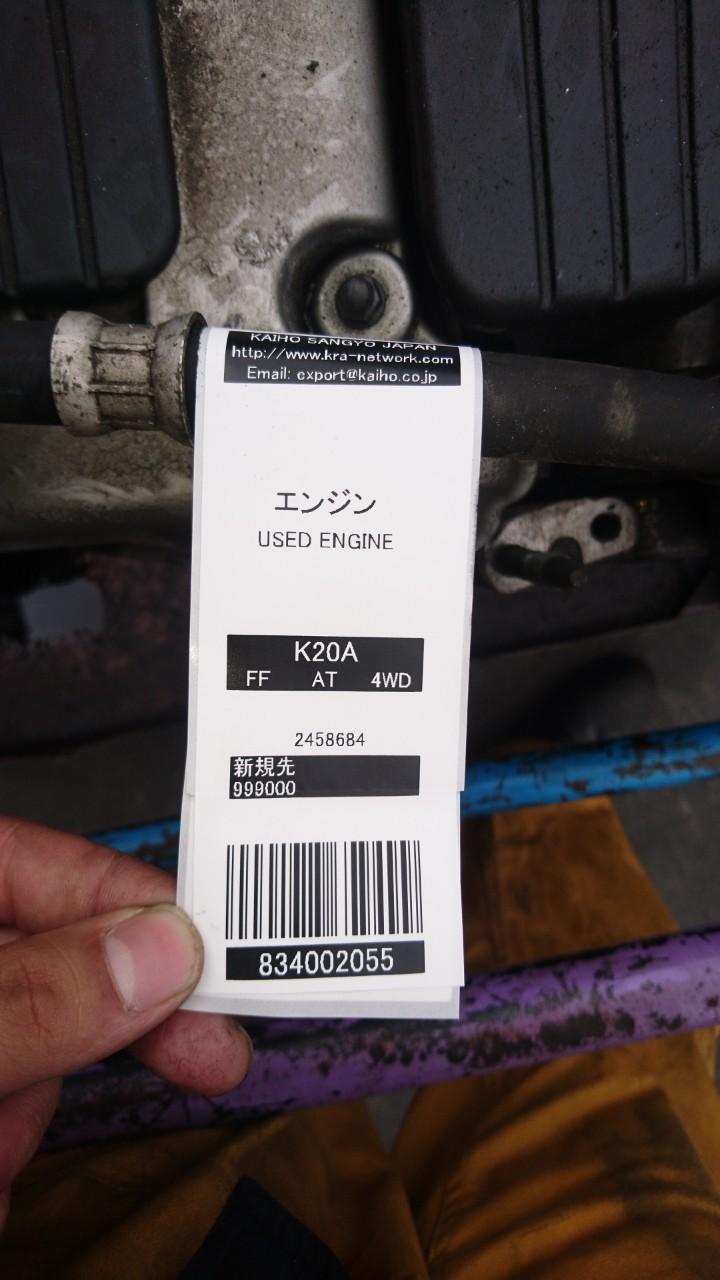 KAIHO SANGYO JAPAN
http://www.kra-network.com
Email: export@kaiho.co.jp
エンジン
USED ENGINE
K20A
FF AT 4WD
2458684
新規先
999000
834002055